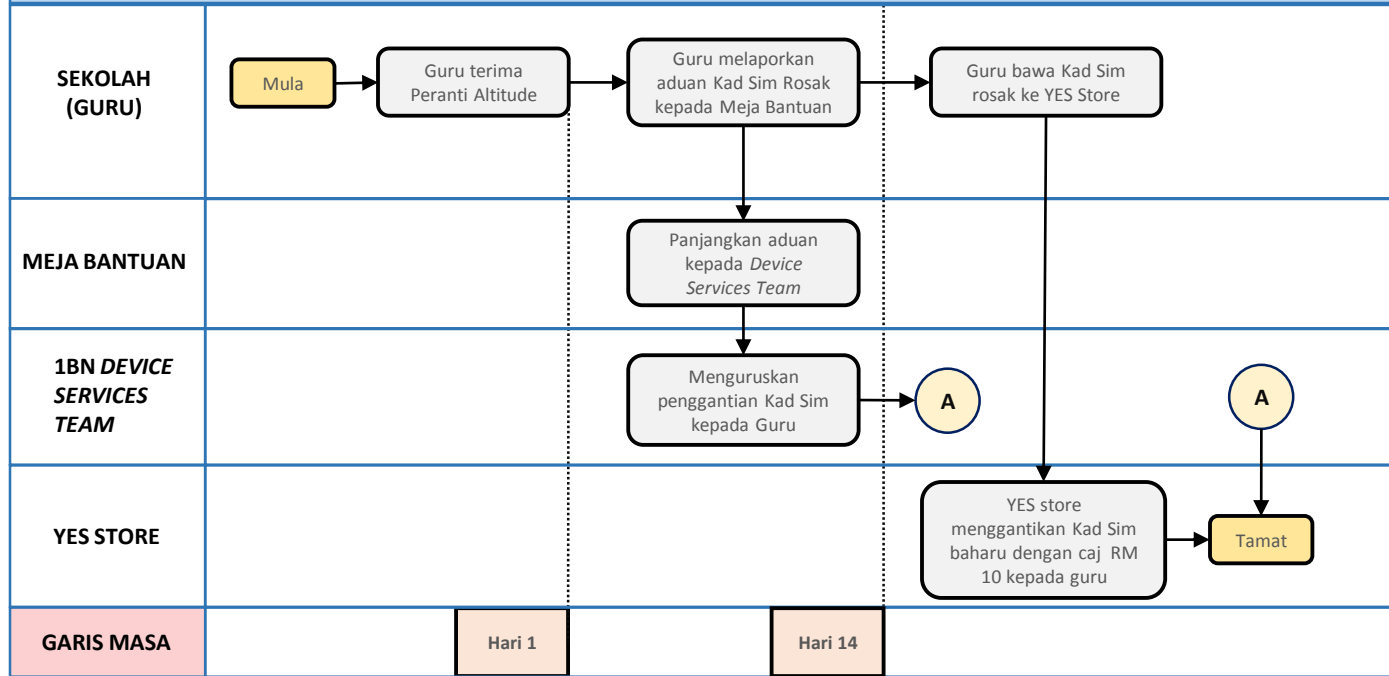 SEKOLAH
(GURU)
Mula
Guru terima
Peranti Altitude
Guru melaporkan
aduan Kad Sim Rosak
kepada Meja Bantuan
Guru bawa Kad Sim
rosak ke YES Store
MEJA BANTUAN
Panjangkan aduan
kepada Device
Services Team
1BN DEVICE
SERVICES
TEAM
Menguruskan
penggantian Kad Sim
kepada Guru
A
A
YES STORE
YES store
menggantikan Kad Sim
baharu dengan caj RM
10 kepada guru
Tamat
GARIS MASA
Hari 1
Hari 14